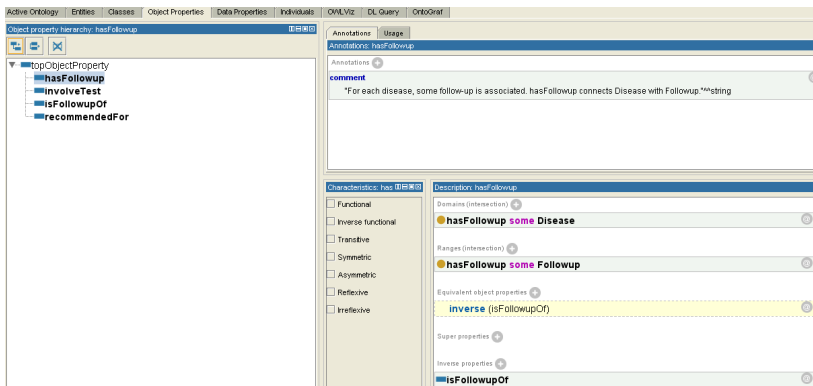 Active Ontology Entities Classes Object Properties Data Properties Individuals OWLViz DL Query OntoGraf
Object property hierarchy: hasFollowup
topObjectProperty
hasFollowup
involveTest
isFollowupOf
recommendedFor
Annotations Usage
Annotations: hasFollowup
Annotations
comment
"For each disease, some follow-up is associated. hasFollowup connects Disease with Followup."^^string
Characteristics: has
Functional
Inverse functional
Transitive
Symmetric
Asymmetric
Reflexive
Irreflexive
Description: hasFollowup
Domains (intersection)
hasFollowup some Disease
Ranges (intersection)
hasFollowup some Followup
Equivalent object properties
inverse (isFollowupOf)
Super properties
Inverse properties
isFollowupOf